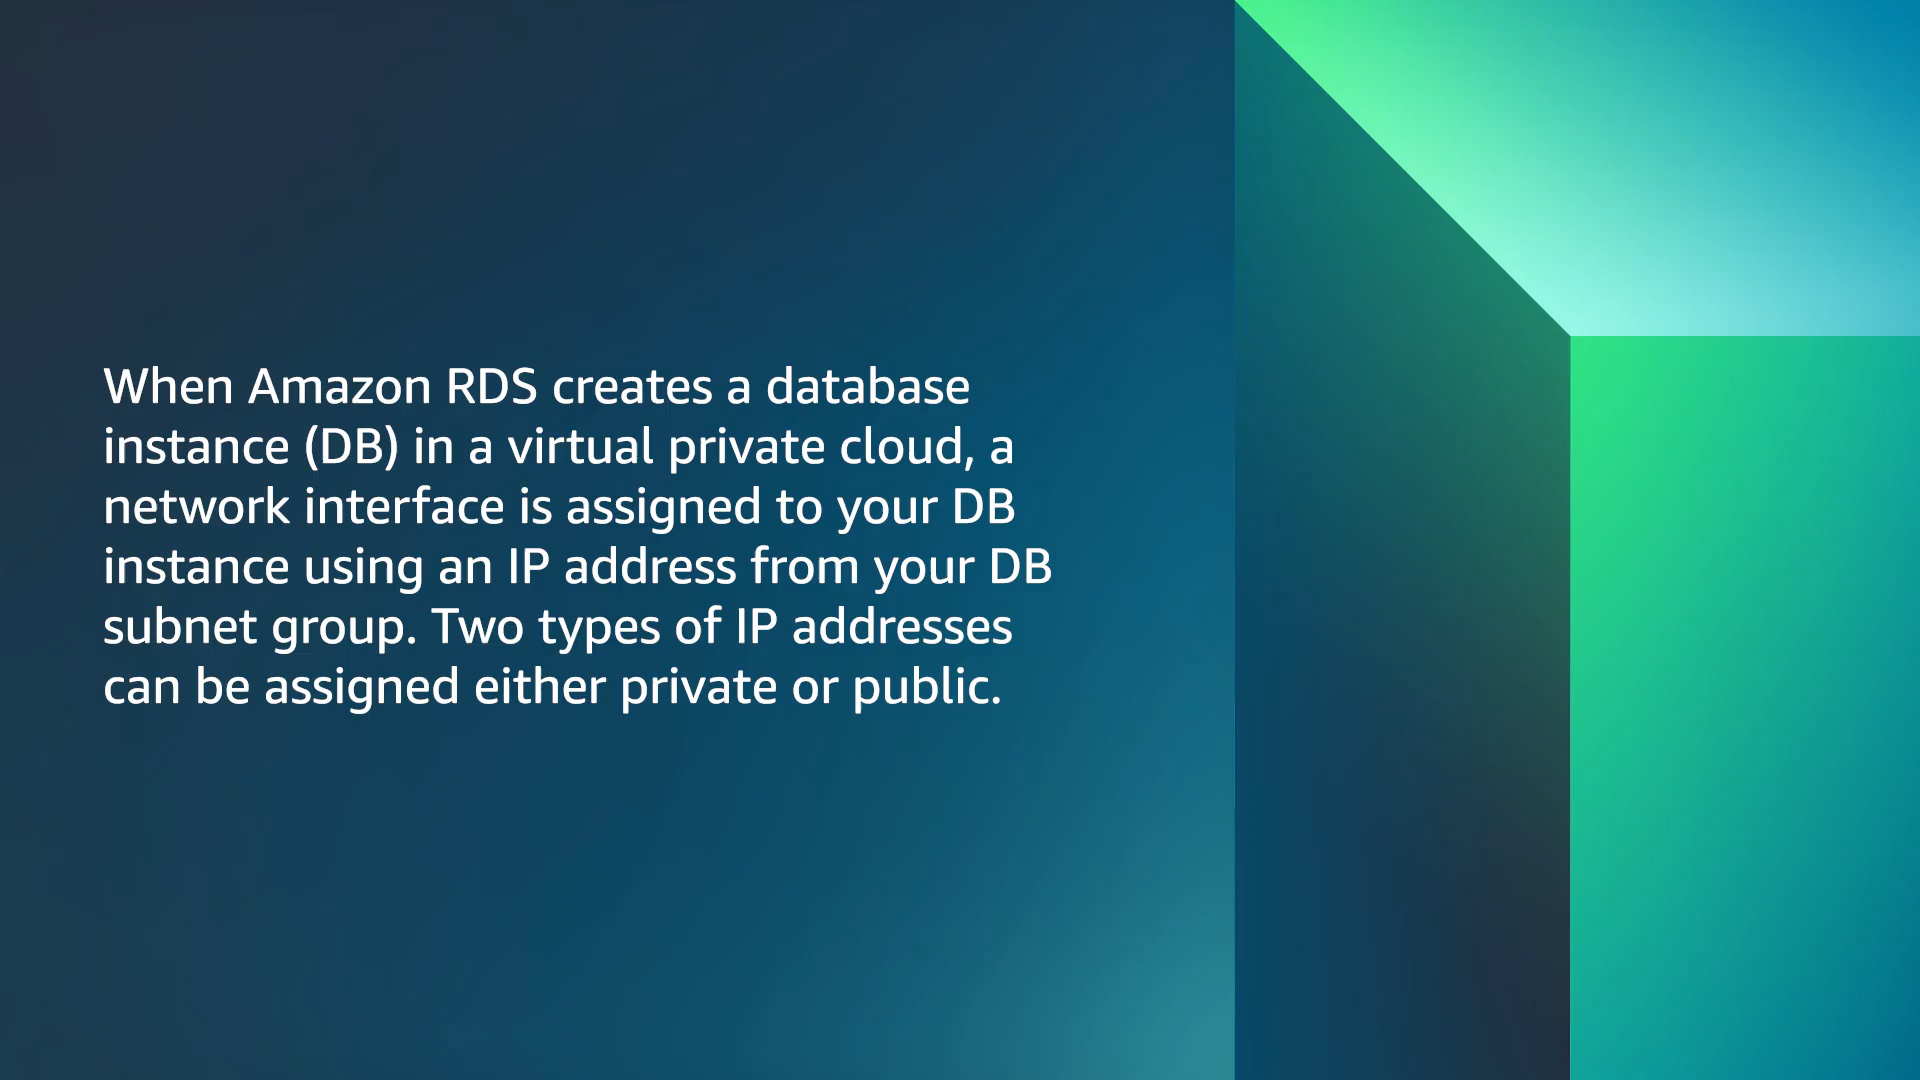 When Amazon RDS creates a database
instance (DB) in a virtual private cloud, a
network interface is assigned to your DB
instance using an IP address from your DB
subnet group. Two types of IP addresses
can be assigned either private or public.